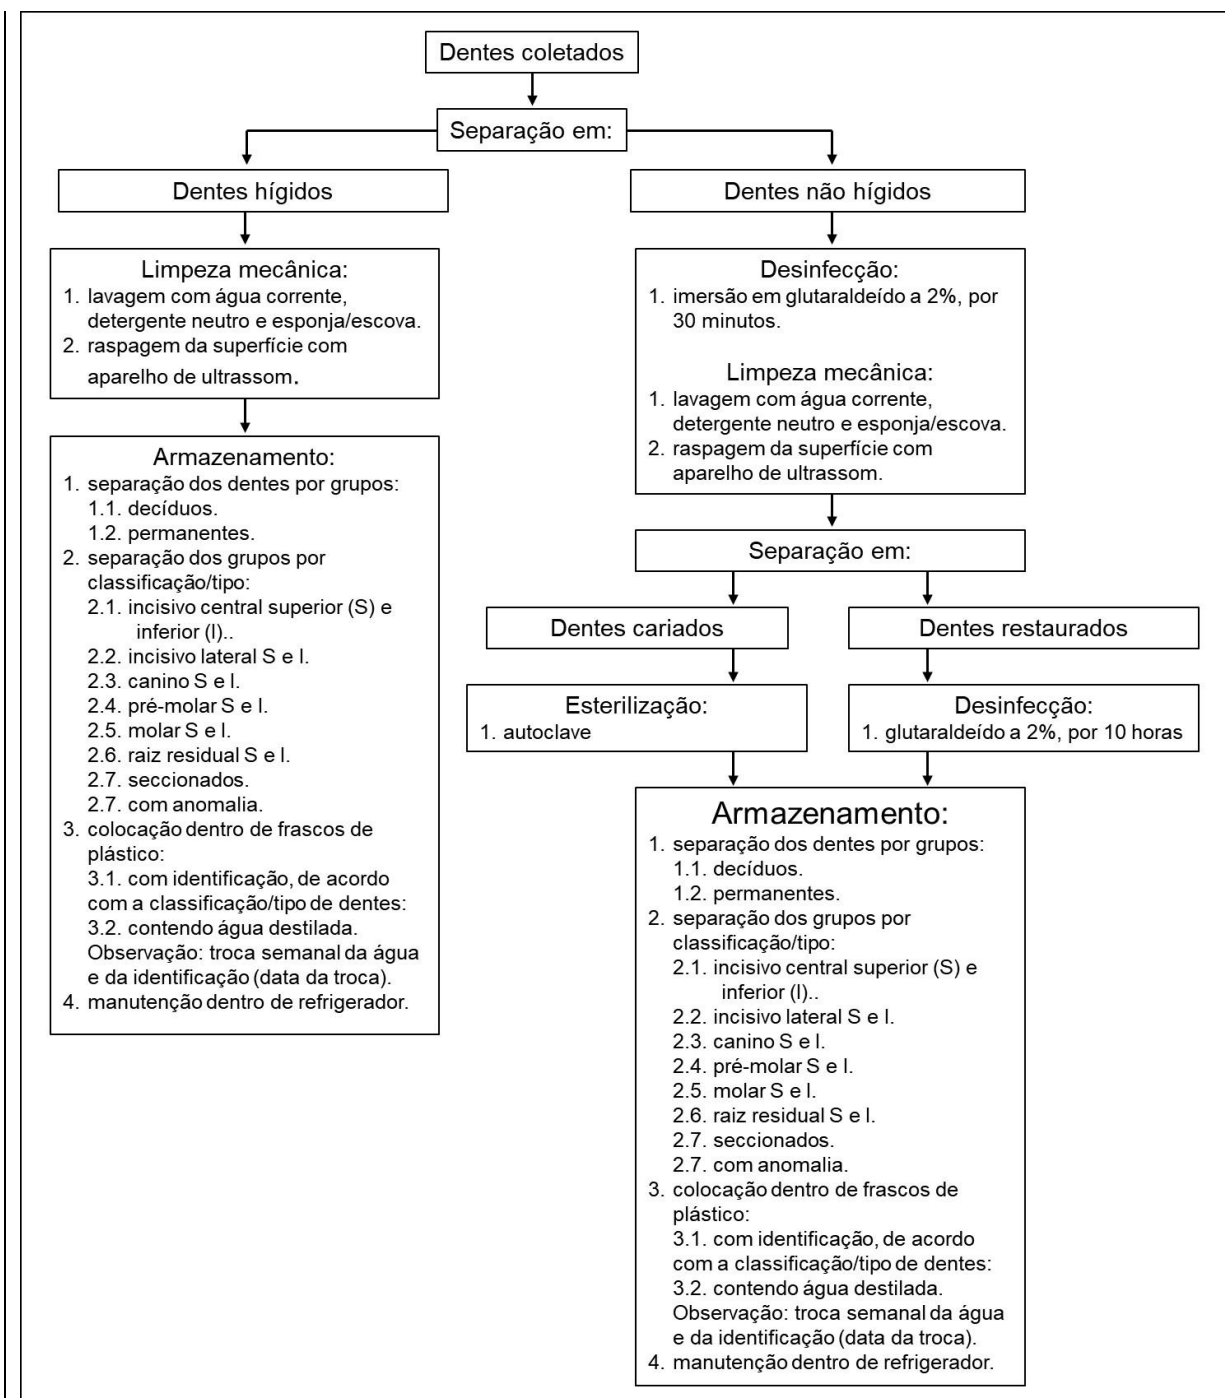 Dentes coletados
Separação em:
Dentes hígidos
Limpeza mecânica:
1. lavagem com água corrente,
detergente neutro e esponja/escova.
2. raspagem da superfície com
aparelho de ultrassom.
Armazenamento:
1. separação dos dentes por grupos:
1.1. decíduos.
1.2. permanentes.
2. separação dos grupos por
classificação/tipo:
2.1. incisivo central superior (S) e
inferior (I)..
2.2. incisivo lateral S e I.
2.3. canino S e I.
2.4. pré-molar S e I.
2.5. molar S e I.
2.6. raiz residual S e I.
2.7. seccionados.
2.7. com anomalia.
3. colocação dentro de frascos de
plástico:
3.1. com identificação, de acordo
com a classificação/tipo de dentes:
3.2. contendo água destilada.
Observação: troca semanal da água
e da identificação (data da troca).
4. manutenção dentro de refrigerador.
Dentes não hígidos
Desinfecção:
1. imersão em glutaraldeído a 2%, por
30 minutos.
Limpeza mecânica:
1. lavagem com água corrente,
detergente neutro e esponja/escova.
2. raspagem da superfície com
aparelho de ultrassom.
Separação em:
Dentes cariados
Esterilização:
1. autoclave
Dentes restaurados
Desinfecção:
1. glutaraldeído a 2%, por 10 horas
Armazenamento:
1. separação dos dentes por grupos:
1.1. decíduos.
1.2. permanentes.
2. separação dos grupos por
classificação/tipo:
2.1. incisivo central superior (S) e
inferior (I)..
2.2. incisivo lateral S e I.
2.3. canino S e I.
2.4. pré-molar S e I.
2.5. molar S e I.
2.6. raiz residual S e I.
2.7. seccionados.
2.7. com anomalia.
3. colocação dentro de frascos de
plástico:
3.1. com identificação, de acordo
com a classificação/tipo de dentes:
3.2. contendo água destilada.
Observação: troca semanal da água
e da identificação (data da troca).
4. manutenção dentro de refrigerador.